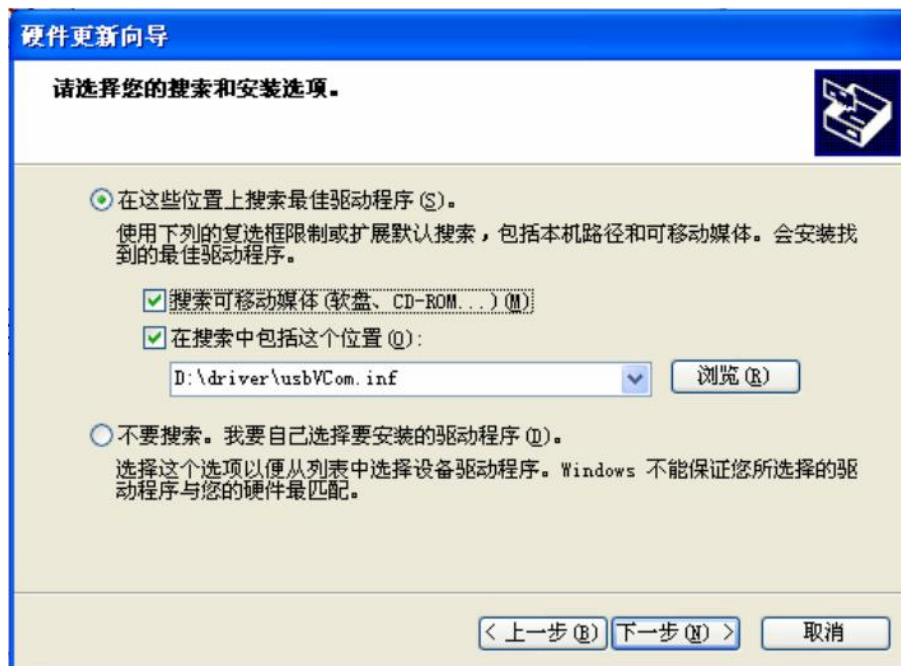 硬件更新向导
请选择您的搜索和安装选项。
在这些位置上搜索最佳驱动程序(S)。
使用下列的复选框限制或扩展默认搜索，包括本机路径和可移动媒体。会安装找
到的最佳驱动程序。
搜索可移动媒体(软盘、CD-ROM...)(M)
在搜索中包括这个位置(O):
D:\driver\usbVCom.inf
浏览(R)
不要搜索。我要自己选择要安装的驱动程序(D)。
选择这个选项以便从列表中选择设备驱动程序。Windows 不能保证您所选择的驱
动程序与您的硬件最匹配。
< 上一步(B) 下一步(N) > 取消